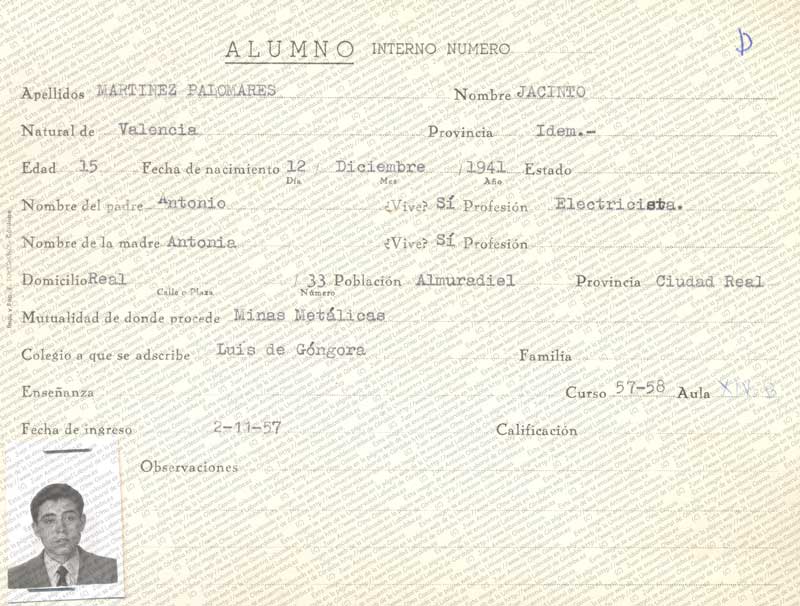 ALUMNO INTERNO NUMERO
Apellidos MARTINEZ PALOMARES Nombre JACINTO
Natural de Valencia Provincia Idem.-
Edad 15 Fecha de nacimiento 12 / Diciembre / 1941 Estado
Día Mes Año
Nombre del padre Antonio ¿Vive? Sí Profesión Electricista.
Nombre de la madre Antonia ¿Vive? Sí Profesión
Domicilio Real / 33 Población Almuradiel Provincia Ciudad Real
Calle o Plaza Número
Mutualidad de donde procede Minas Metálicas
Colegio a que se adscribe Luis de Góngora Familia
Enseñanza
Curso 57-58 Aula XIV. B
Fecha de ingreso 2-11-57 Calificación
Observaciones